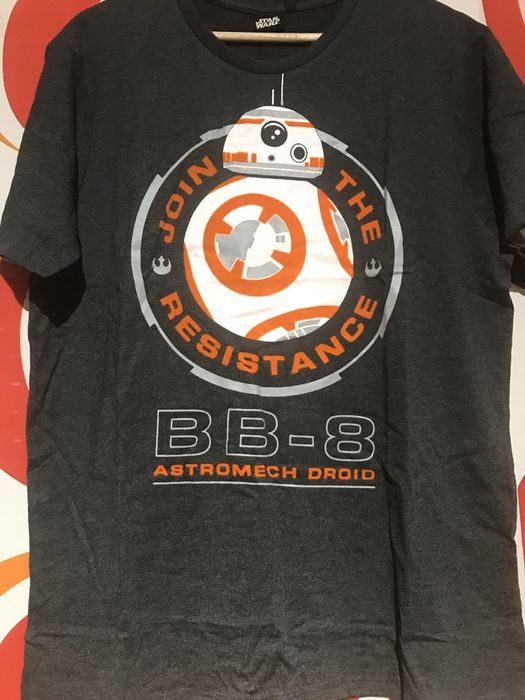 STAR
WARS
JOIN THE
RESISTANCE
BB-8
ASTROMECH DROID